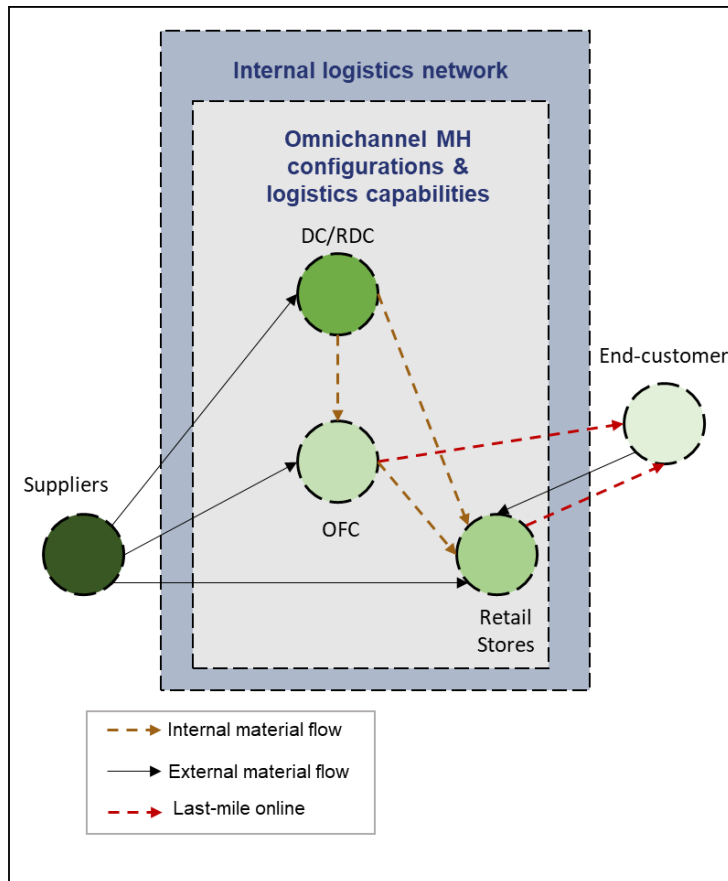 Internal logistics network
Omnichannel MH
configurations &
logistics capabilities
DC/RDC
End-customer
Suppliers
OFC
Retail
Stores
Internal material flow
External material flow
Last-mile online